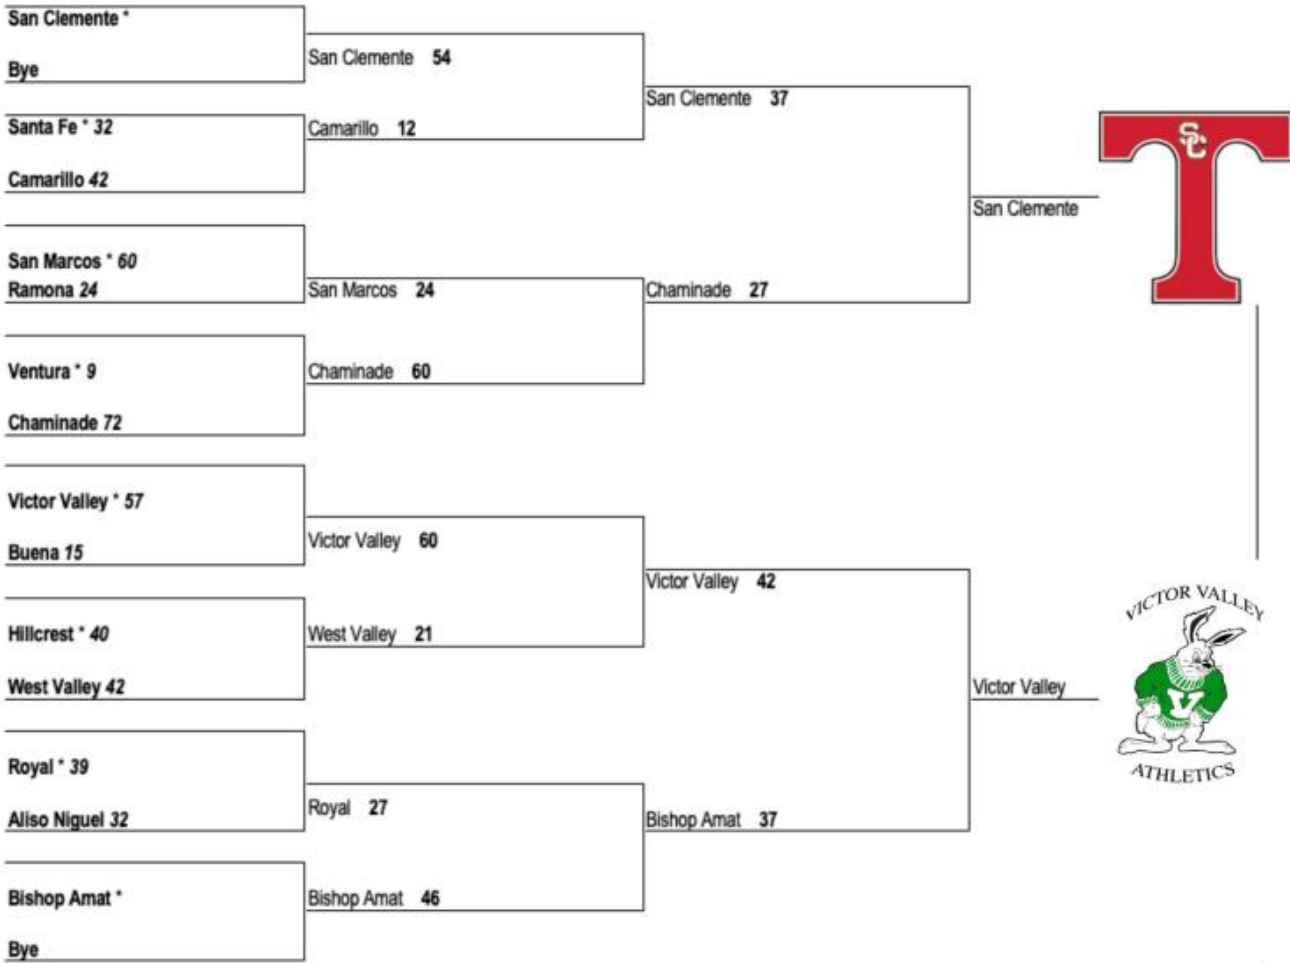 San Clemente *
Bye
Santa Fe * 32
Camarillo 42
San Marcos * 60
Ramona 24
Ventura * 9
Chaminade 72
Victor Valley * 57
Buena 15
Hillcrest * 40
West Valley 42
Royal * 39
Aliso Niguel 32
Bishop Amat *
Bye
San Clemente 54
Camarillo 12
San Marcos 24
Chaminade 60
Victor Valley 60
West Valley 21
Royal 27
Bishop Amat 46
San Clemente 37
Chaminade 27
Victor Valley 42
Bishop Amat 37
San Clemente
Victor Valley
SC
VICTOR VALLEY
V
ATHLETICS